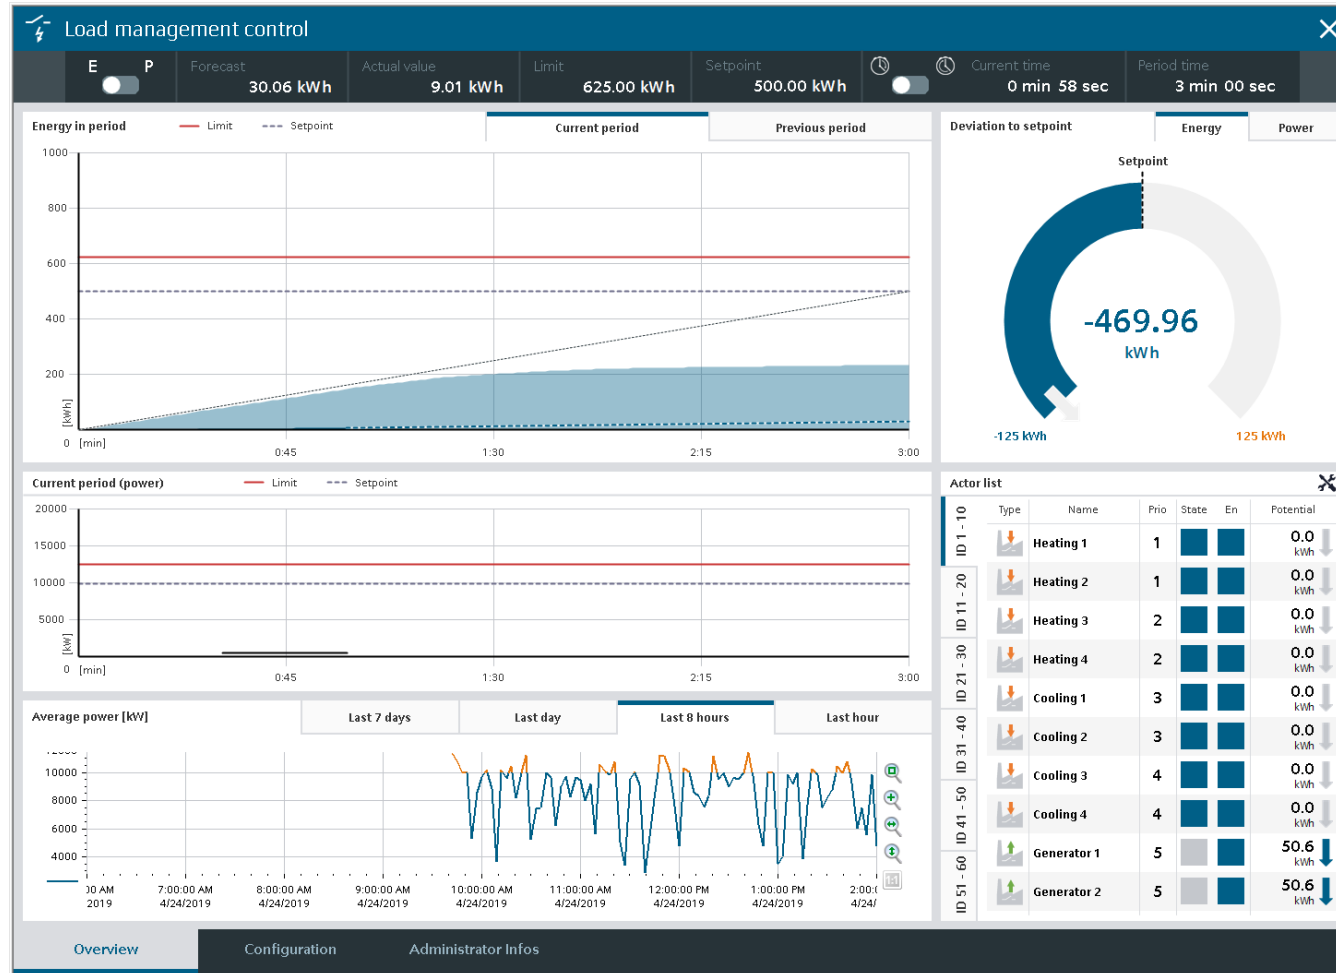 Load management control
E P
Forecast
30.06 kWh
Actual value
9.01 kWh
Limit
625.00 kWh
Setpoint
500.00 kWh
Current time
0 min 58 sec
Period time
3 min 00 sec
Energy in period
Limit
Setpoint
Current period
Previous period
1000
800
600
400
200
[kWh]
0 [min]
0:45
1:30
2:15
3:00
Deviation to setpoint
Energy
Power
Setpoint
-469.96
kWh
-125 kWh
125 kWh
Current period (power)
Limit
Setpoint
20000
15000
10000
5000
[kW]
0 [min]
0:45
1:30
2:15
3:00
Average power [kW]
Last 7 days
Last day
Last 8 hours
Last hour
12000
10000
8000
6000
4000
30 AM 7:00:00 AM 8:00:00 AM 9:00:00 AM 10:00:00 AM 11:00:00 AM 12:00:00 PM 1:00:00 PM 2:00:
2019 4/24/2019 4/24/2019 4/24/2019 4/24/2019 4/24/2019 4/24/2019 4/24/2019 4/24/
Actor list
ID 1 - 10
ID 11 - 20
ID 21 - 30
ID 31 - 40
ID 41 - 50
ID 51 - 60
Type Name Prio State En Potential
Heating 1 1 0.0 kWh
Heating 2 1 0.0 kWh
Heating 3 2 0.0 kWh
Heating 4 2 0.0 kWh
Cooling 1 3 0.0 kWh
Cooling 2 3 0.0 kWh
Cooling 3 4 0.0 kWh
Cooling 4 4 0.0 kWh
Generator 1 5 50.6 kWh
Generator 2 5 50.6 kWh
Overview
Configuration
Administrator Infos